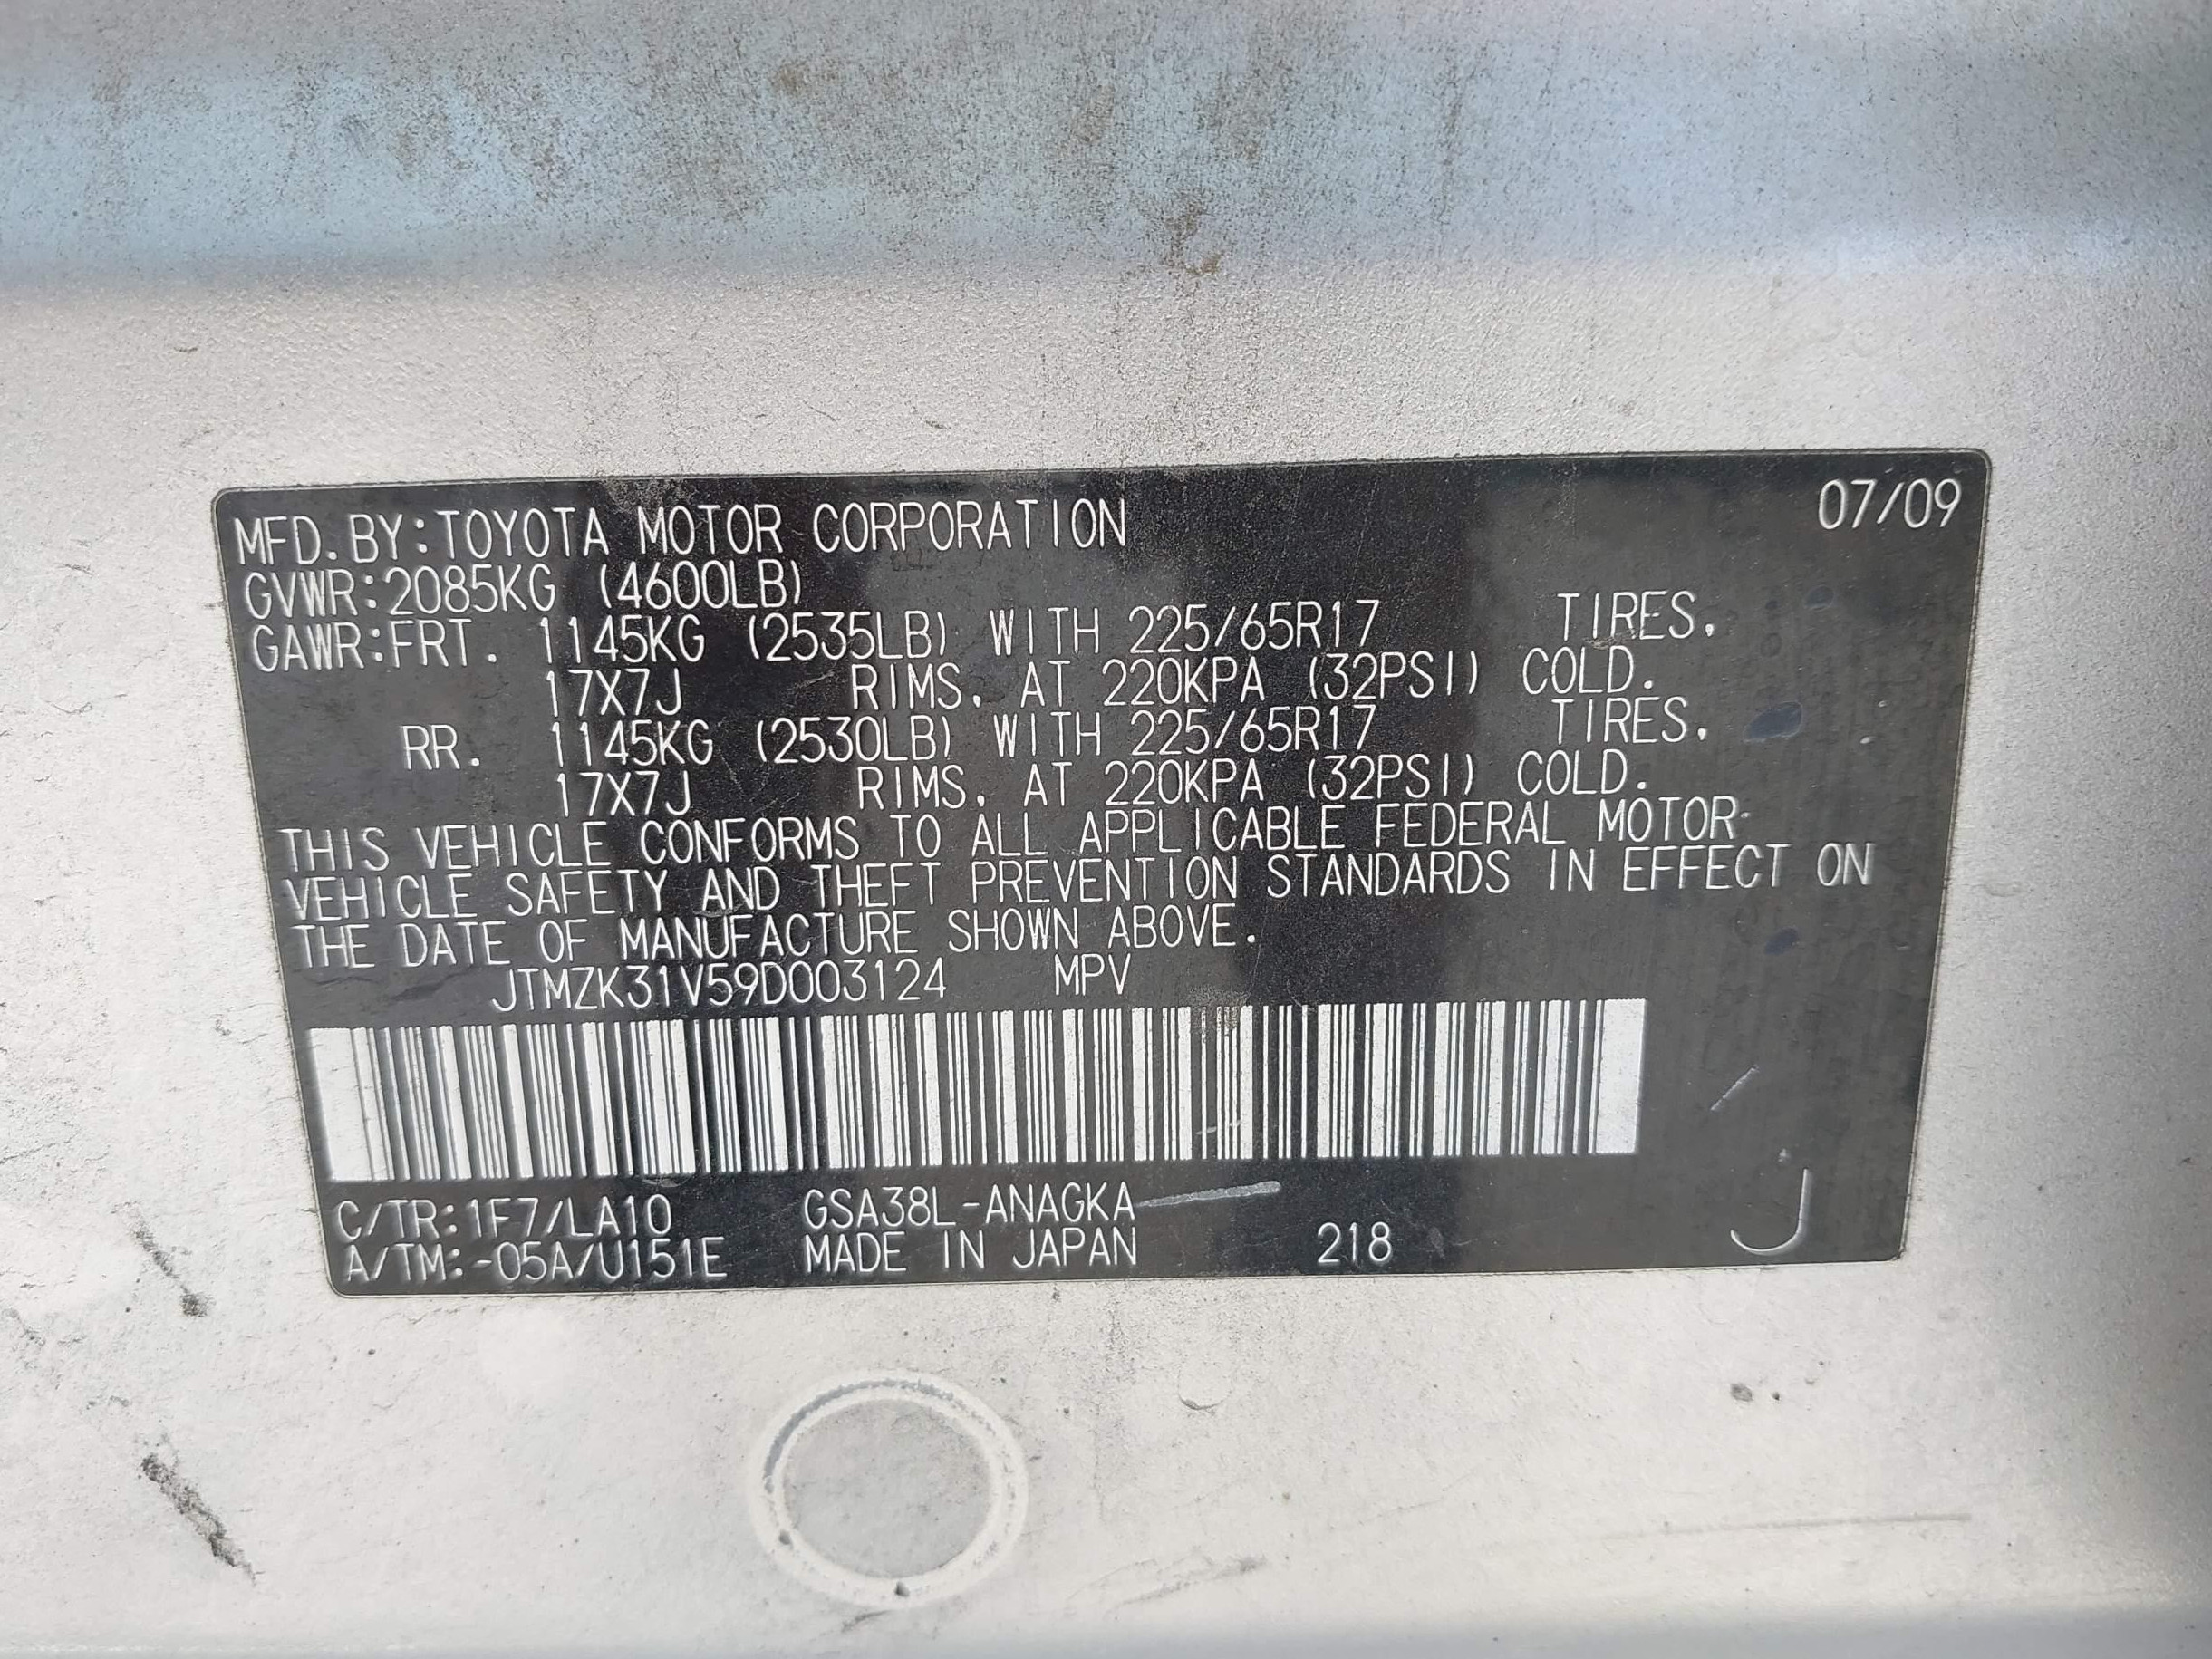 07/09
MFD.BY:TOYOTA MOTOR CORPORATION
GVWR:2085KG (4600LB)
GAWR:FRT. 1145KG (2535LB) WITH 225/65R17 TIRES.
17X7J RIMS, AT 220KPA (32PSI) COLD.
RR. 1145KG (2530LB) WITH 225/65R17 TIRES,
17X7J RIMS, AT 220KPA (32PSI) COLD.
THIS VEHICLE CONFORMS TO ALL APPLICABLE FEDERAL MOTOR
VEHICLE SAFETY AND THEFT PREVENTION STANDARDS IN EFFECT ON
THE DATE OF MANUFACTURE SHOWN ABOVE.
JTMZK31V59D003124 MPV
C/TR:1F7/LA10 GSA38L-ANAGKA
A/TM:-05A/U151E MADE IN JAPAN 218 J